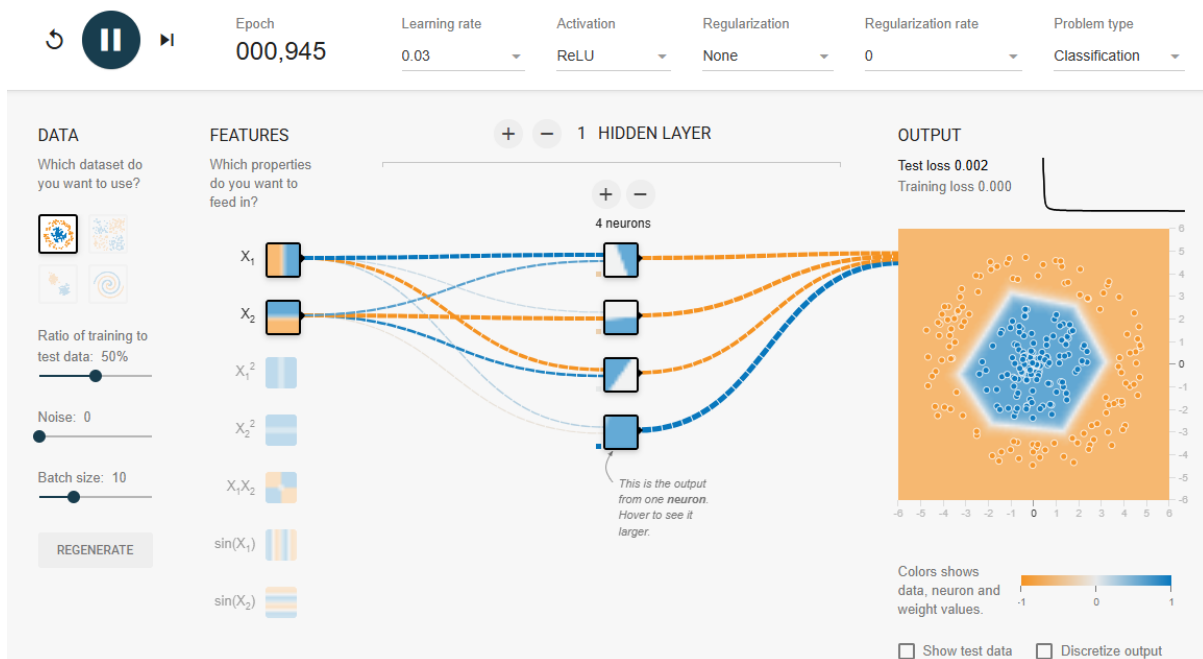 Epoch
000,945
Learning rate
0.03
Activation
ReLU
Regularization
None
Regularization rate
0
Problem type
Classification
DATA
Which dataset do
you want to use?
Ratio of training to
test data: 50%
Noise: 0
Batch size: 10
REGENERATE
FEATURES
Which properties
do you want to
feed in?
X₁
X₂
X₁²
X₂²
X₁X₂
sin(X₁)
sin(X₂)
+ − 1 HIDDEN LAYER
+ −
4 neurons
This is the output
from one neuron.
Hover to see it
larger.
OUTPUT
Test loss 0.002
Training loss 0.000
6
5
4
3
2
1
0
-1
-2
-3
-4
-5
-6
-6 -5 -4 -3 -2 -1 0 1 2 3 4 5 6
Colors shows
data, neuron and
weight values.
-1 0 1
Show test data
Discretize output